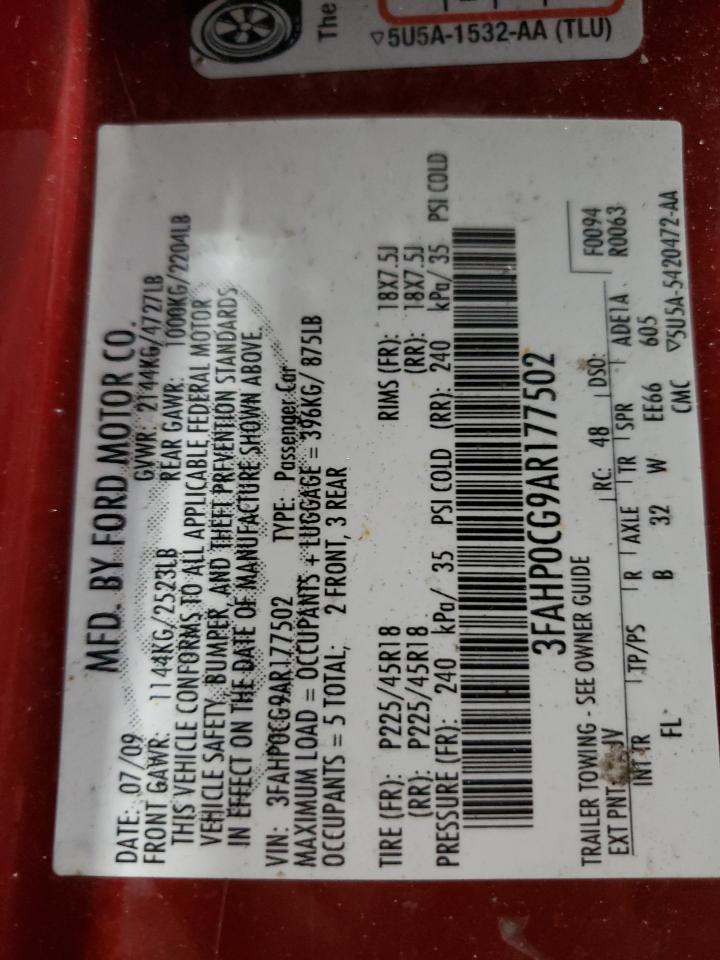 The
▽5U5A-1532-AA (TLU)
MFD. BY FORD MOTOR CO.
DATE: 07/09 GVWR: 2144KG/4727LB
FRONT GAWR: 1144KG/2523LB REAR GAWR: 1000KG/2204LB
THIS VEHICLE CONFORMS TO ALL APPLICABLE FEDERAL MOTOR
VEHICLE SAFETY, BUMPER, AND THEFT PREVENTION STANDARDS
IN EFFECT ON THE DATE OF MANUFACTURE SHOWN ABOVE.
VIN: 3FAHP0CG9AR177502 TYPE: Passenger Car
MAXIMUM LOAD = OCCUPANTS + LUGGAGE = 396KG/ 875LB
OCCUPANTS = 5 TOTAL; 2 FRONT, 3 REAR
TIRE (FR): P225/45R18 RIMS (FR): 18X7.5J
(RR): P225/45R18 (RR): 18X7.5J
PRESSURE (FR): 240 kPa/ 35 PSI COLD (RR): 240 kPa/ 35 PSI COLD
3FAHP0CG9AR177502
TRAILER TOWING - SEE OWNER GUIDE F0094
EXT PNT: RC: 48 DSO: R0063
INT TR TP/PS R AXLE TR SPR ADE1A
FL B 32 W EE66 605
CMC ▽5U5A-5420472-AA